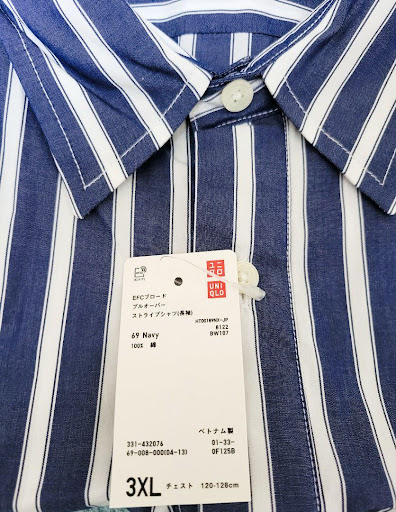 ユニ
クロ
UNI
QLO
EFCブロード
プルオーバー
ストライプシャツ(長袖)
69 Navy
100% 綿
8122
BW107
ベトナム製
331-432076
01-33-
69-008-000(04-13)
0F125B
3XL チェスト 120-128cm